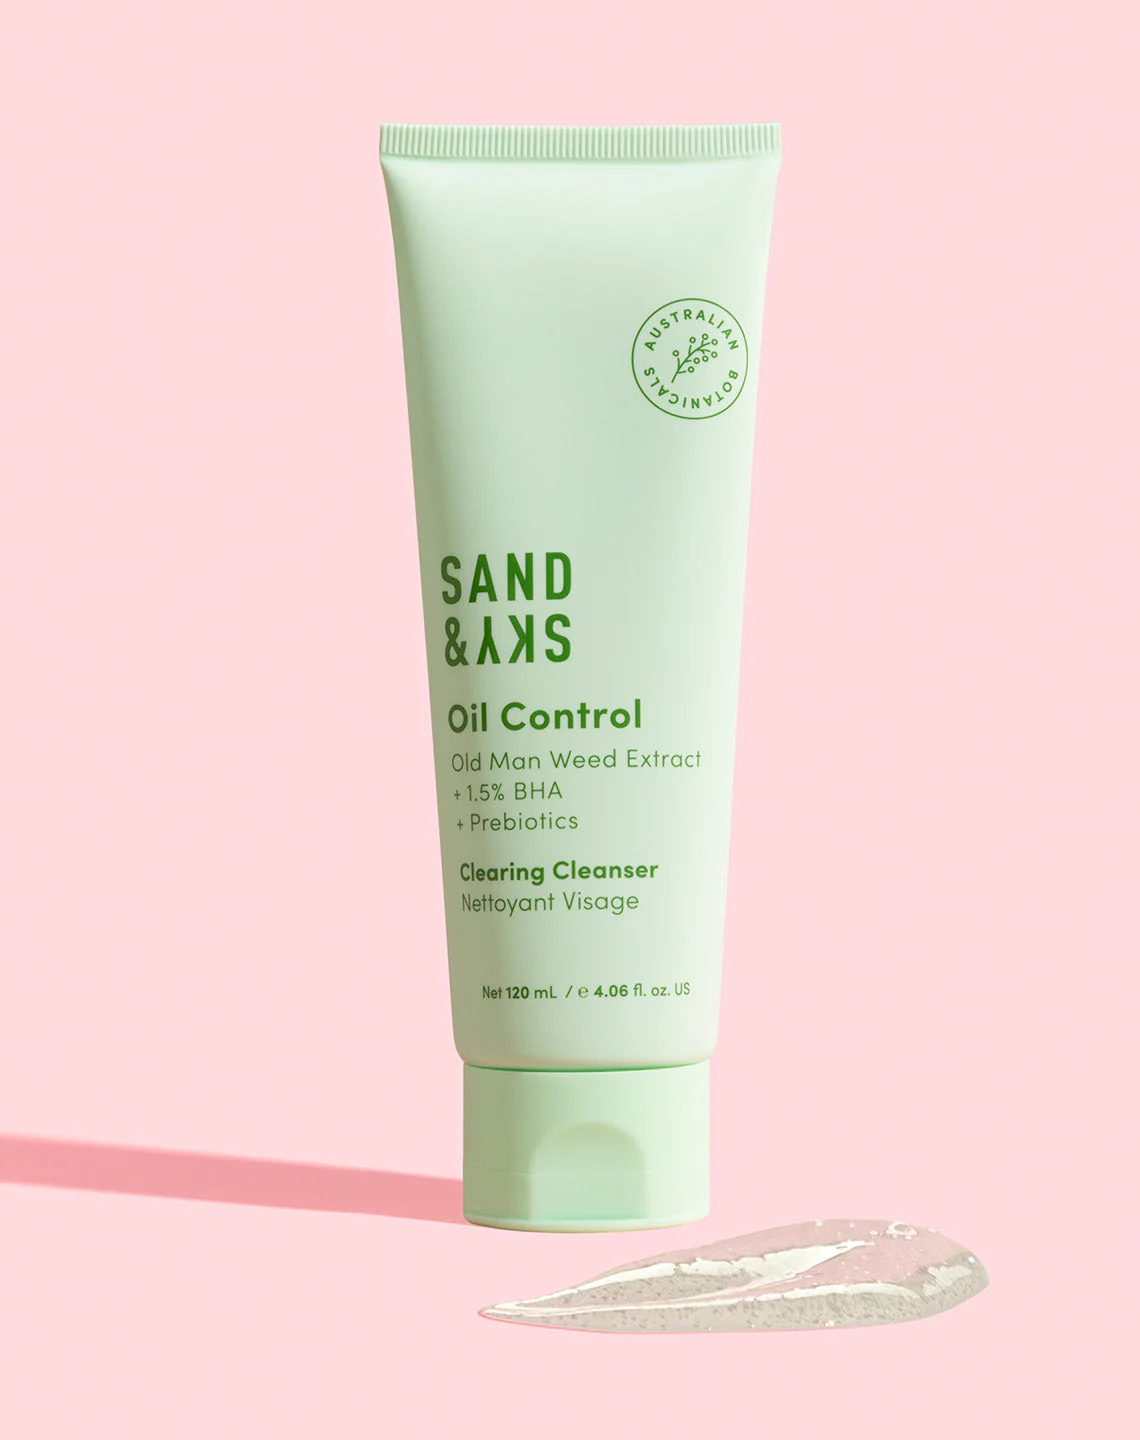 AUSTRALIAN BOTANICALS
SAND
& SKY
Oil Control
Old Man Weed Extract
+ 1.5% BHA
+ Prebiotics
Clearing Cleanser
Nettoyant Visage
Net 120 mL / ℮ 4.06 fl. oz. US